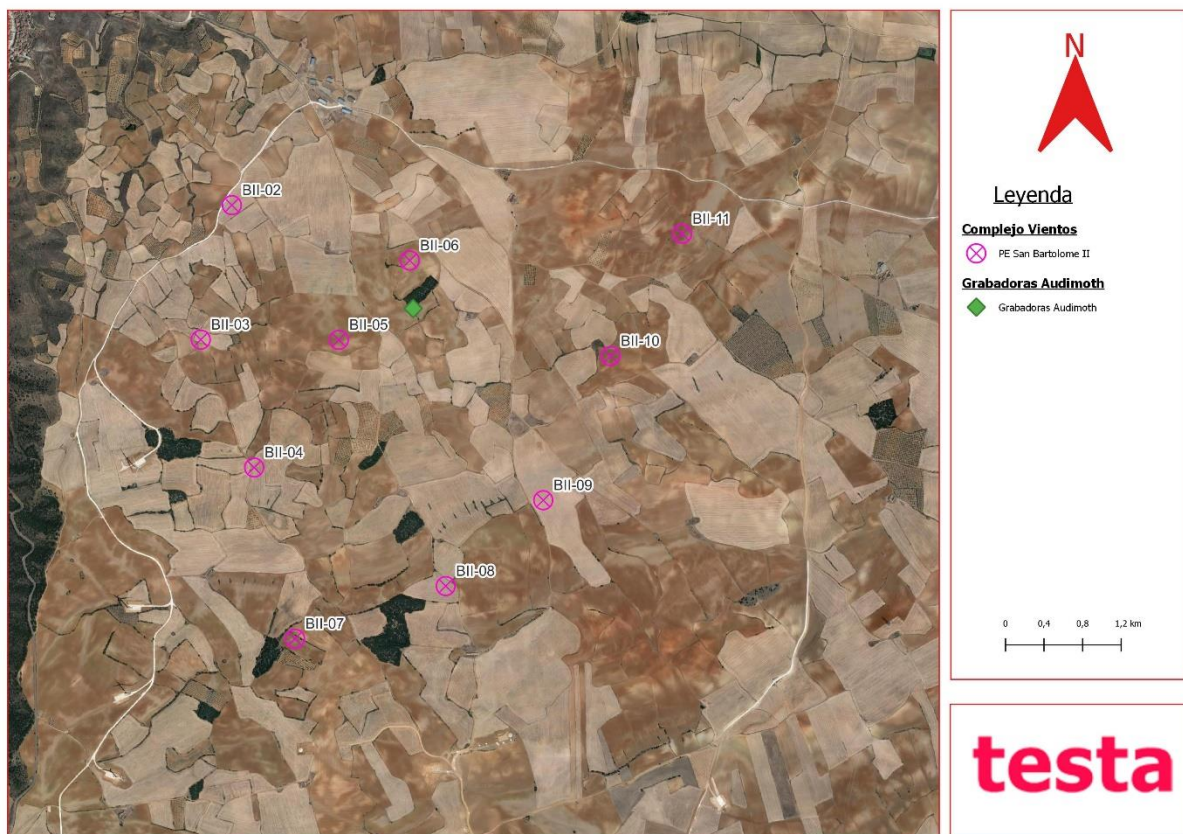 BII-02
BII-11
BII-06
BII-03
BII-05
BII-10
BII-04
BII-09
BII-08
BII-07
N
Leyenda
Complejo Vientos
PE San Bartolome II
Grabadoras Audimoth
Grabadoras Audimoth
0 0,4 0,8 1,2 km
testa